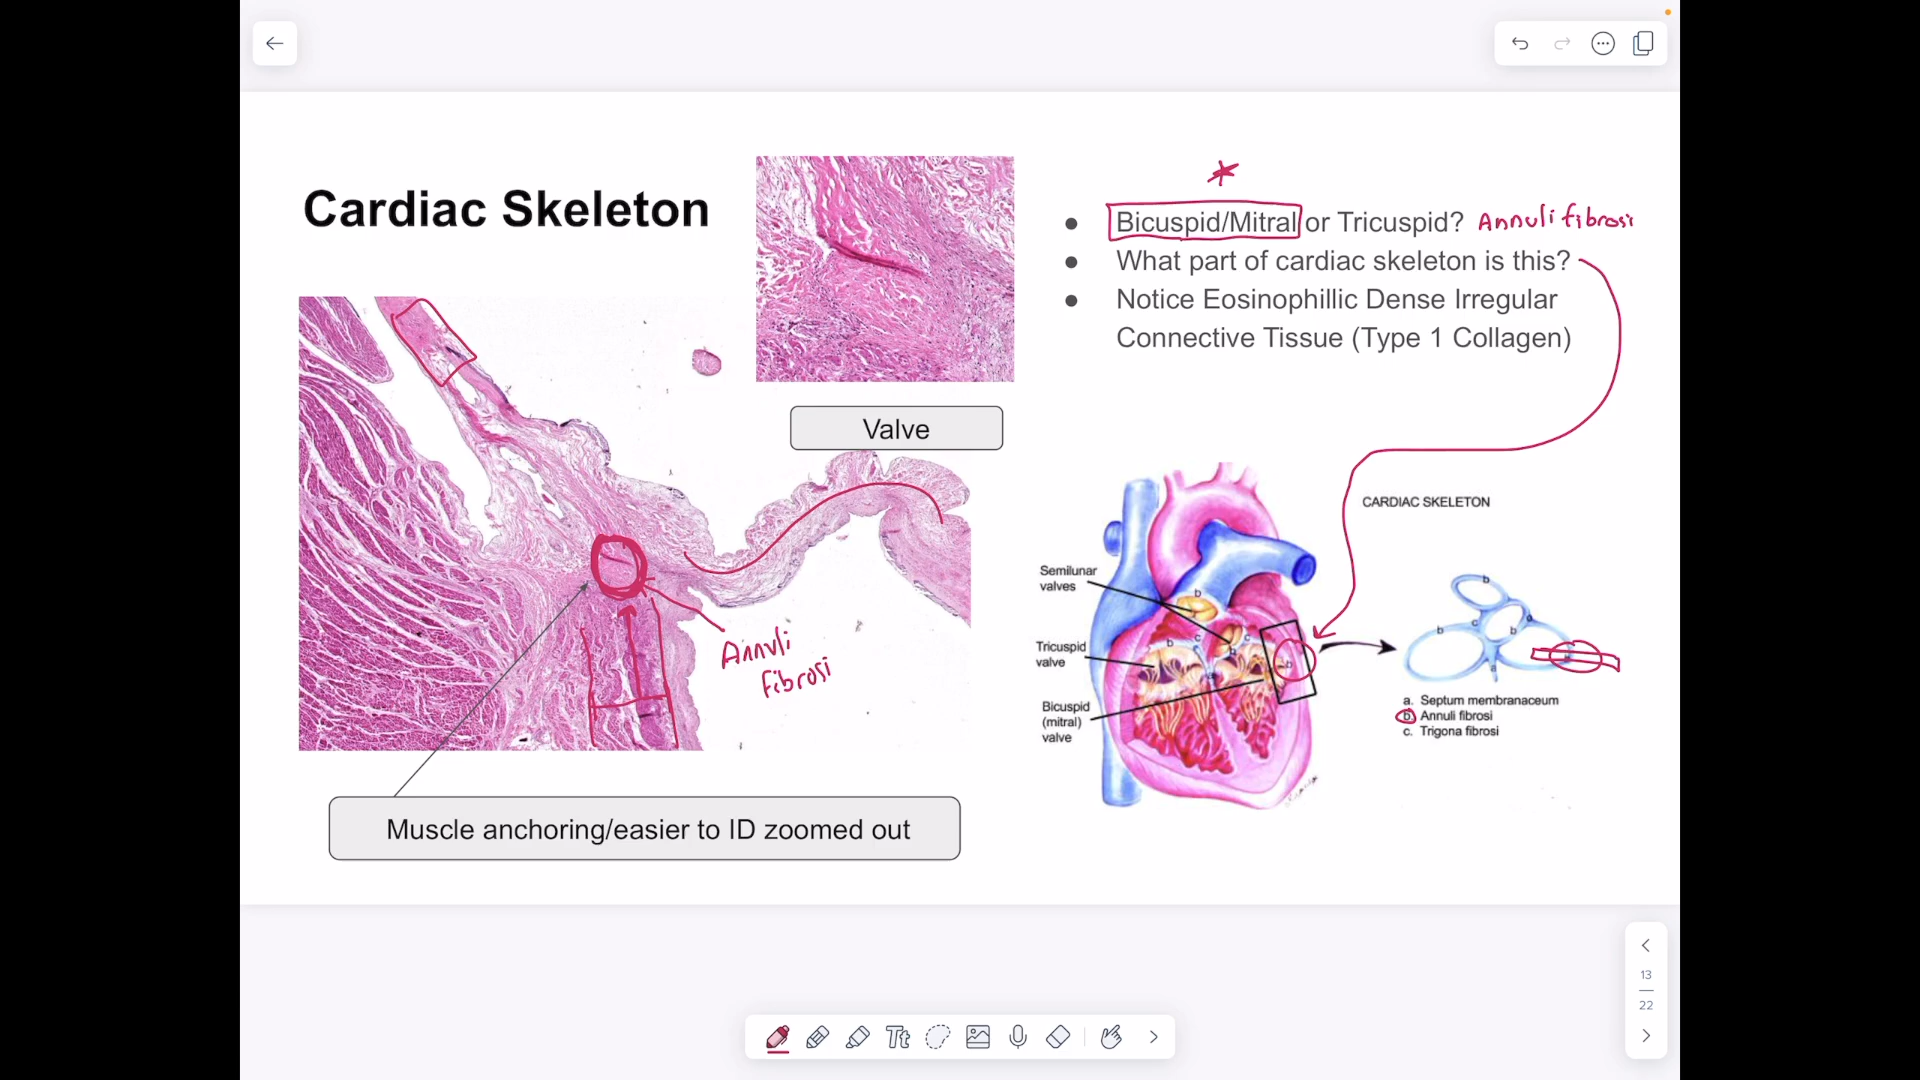 Cardiac Skeleton
Bicuspid/Mitral or Tricuspid? Annuli fibrosi
What part of cardiac skeleton is this?
Notice Eosinophillic Dense Irregular
Connective Tissue (Type 1 Collagen)
Valve
Annuli
fibrosi
Muscle anchoring/easier to ID zoomed out
CARDIAC SKELETON
Semilunar
valves
Tricuspid
valve
Bicuspid
(mitral)
valve
b
b
c
c
b
b
b
c
a
b
b
a. Septum membranaceum
b. Annuli fibrosi
c. Trigona fibrosi
13
22
Tt